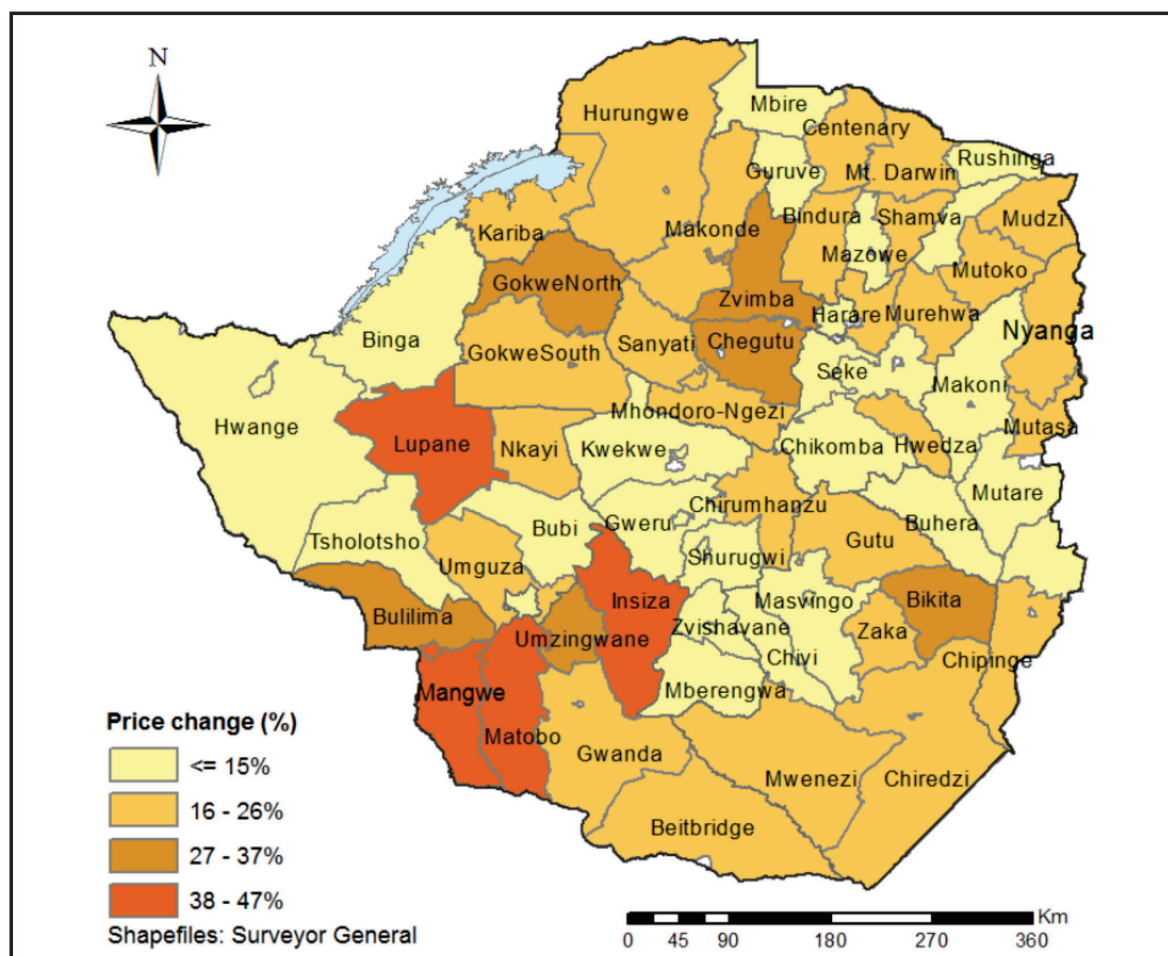 N
Mbire
Hurungwe
Centenary
Rushinga
Guruve
Mt. Darwin
Bindura
Shamva
Mudzi
Kariba
Makonde
Mazowe
Mutoko
GokweNorth
Zvimba
Harare
Murehwa
Nyanga
Binga
GokweSouth
Sanyati
Chegutu
Seke
Makoni
Hwange
Mhondoro-Ngezi
Lupane
Nkayi
Kwekwe
Chikomba
Hwedza
Mutasa
Mutare
Chirumhanzu
Tsholotsho
Bubi
Gweru
Buhera
Gutu
Umguza
Shurugwi
Insiza
Masvingo
Bikita
Bulilima
Umzingwane
Zvishavane
Zaka
Chivi
Chipinge
Mangwe
Mberengwa
Matobo
Gwanda
Mwenezi
Chiredzi
Beitbridge
Price change (%)
<= 15%
16 - 26%
27 - 37%
38 - 47%
Shapefiles: Surveyor General
Km
0 45 90 180 270 360